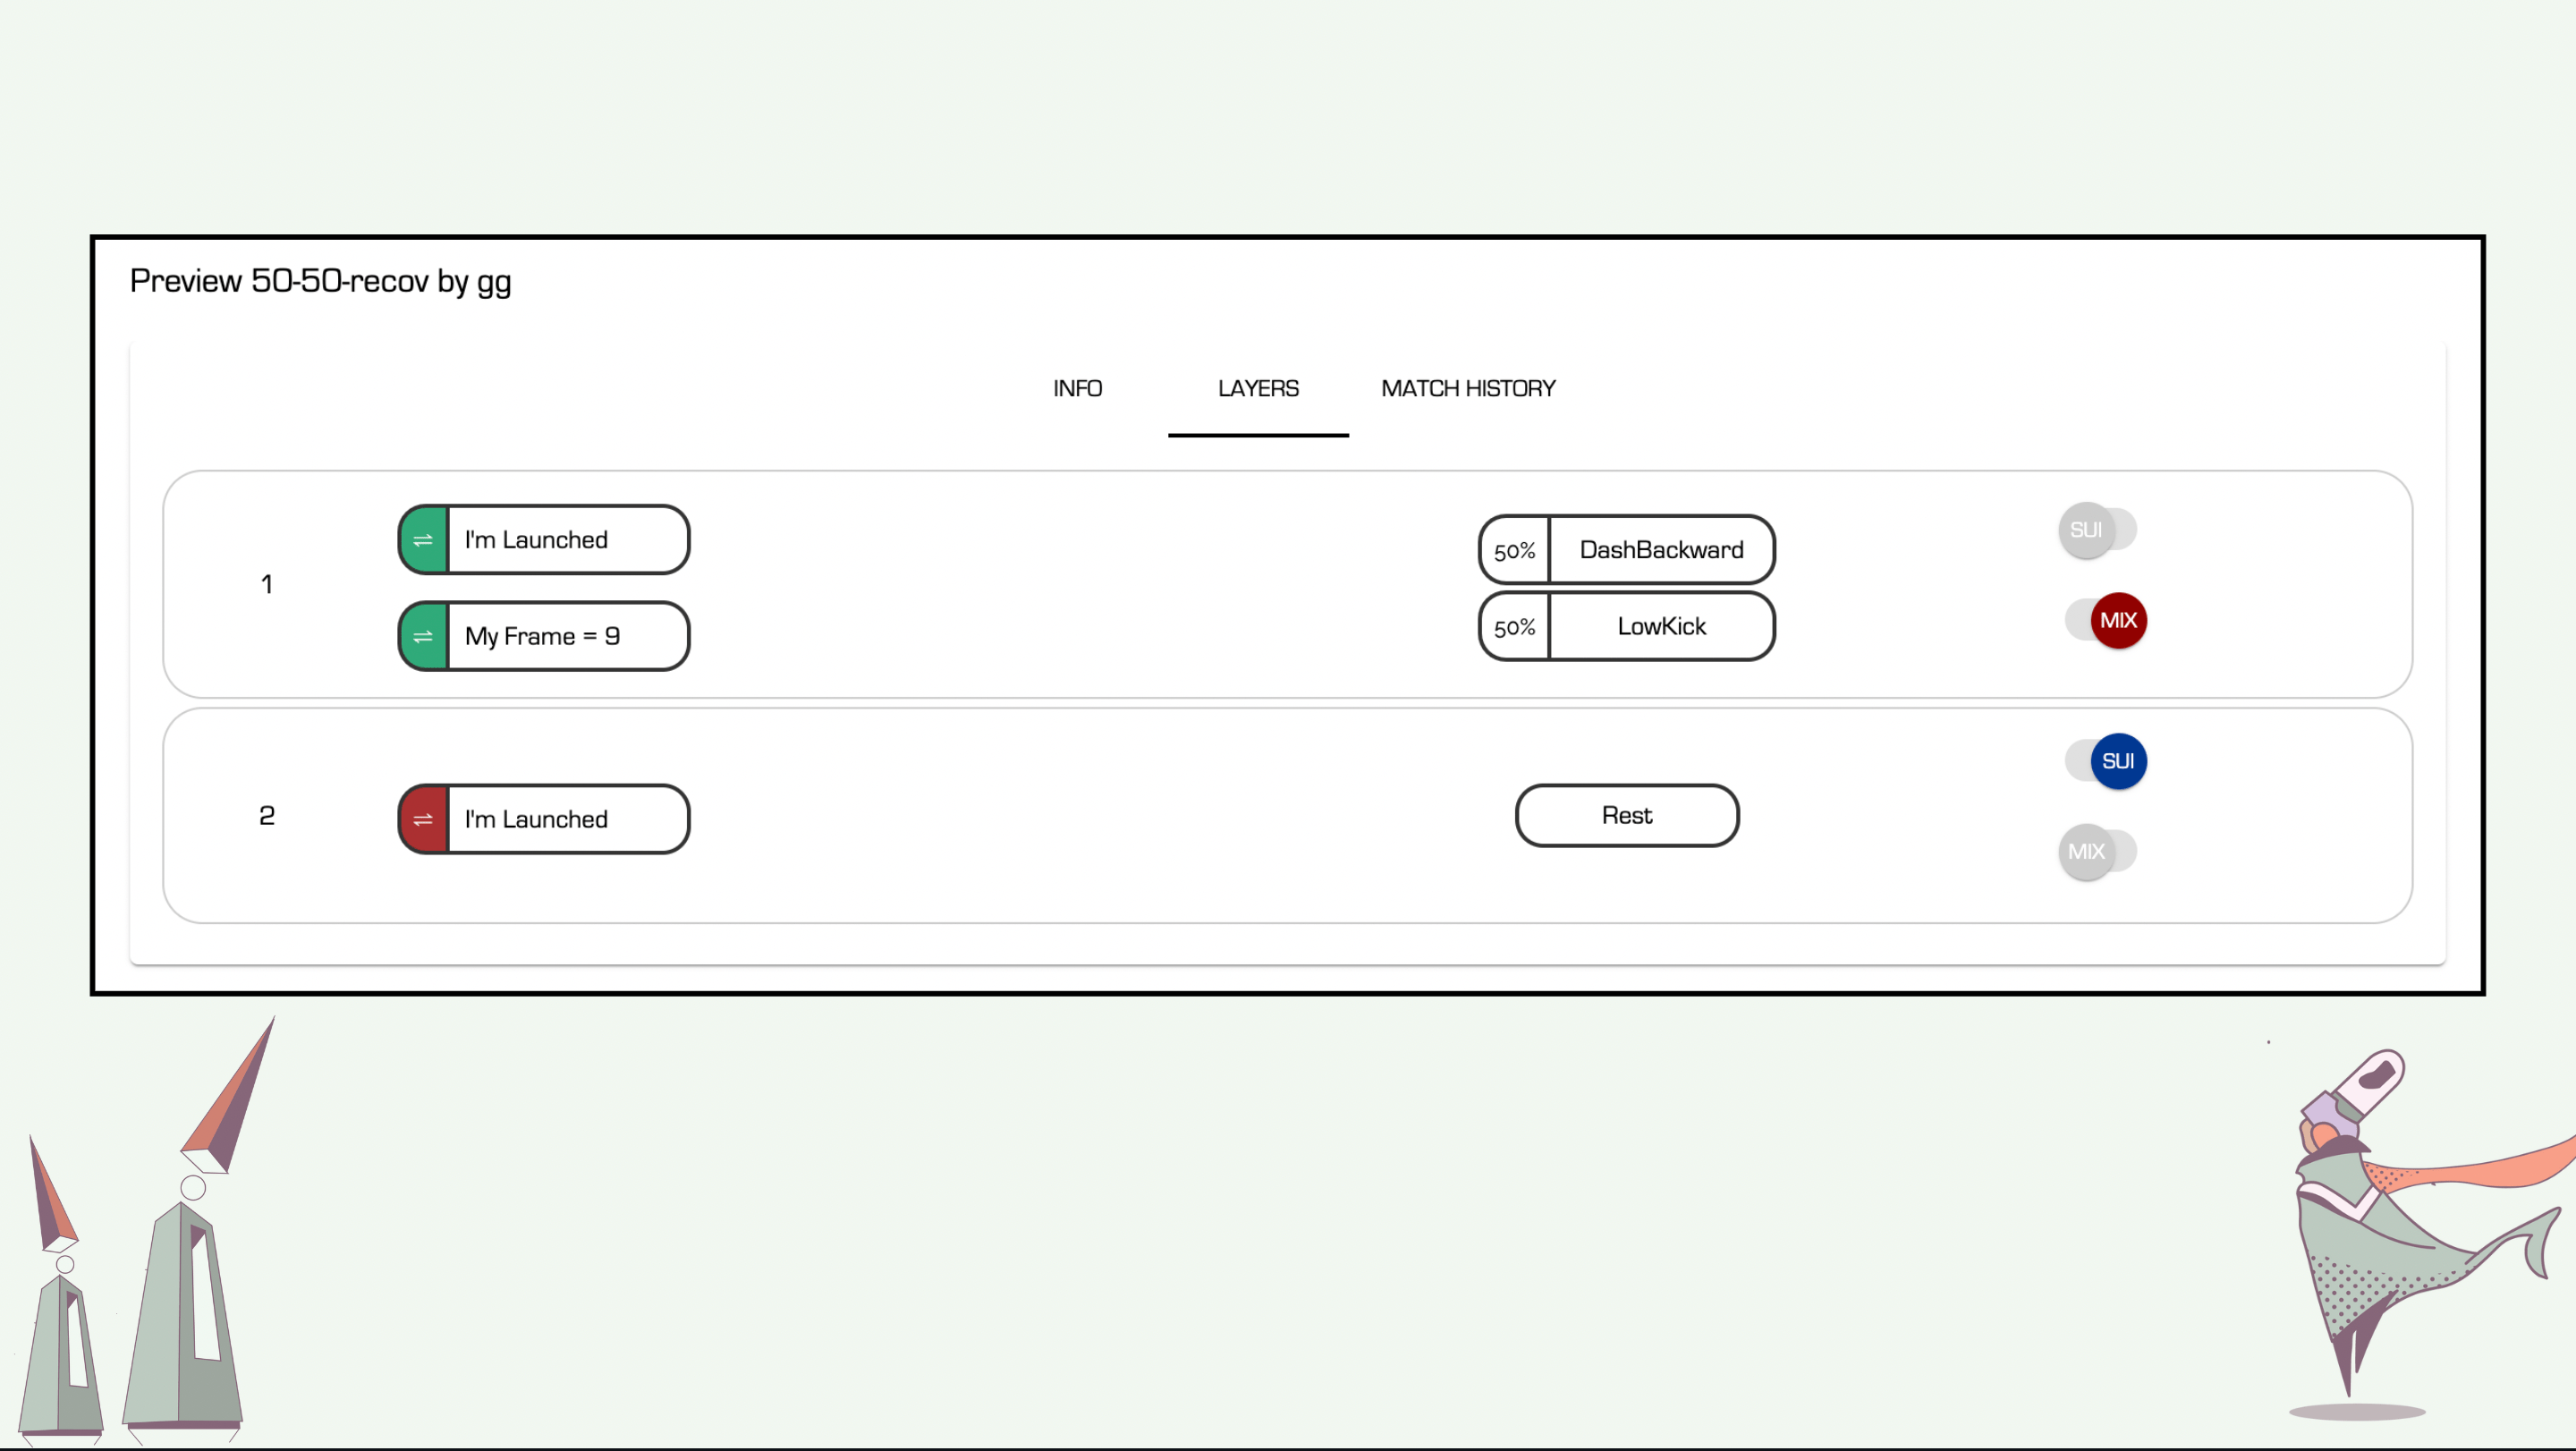 Preview 50-50-recov by gg
INFO
LAYERS
MATCH HISTORY
1
I'm Launched
My Frame = 9
50%
DashBackward
50%
LowKick
SUI
MIX
2
I'm Launched
Rest
SUI
MIX